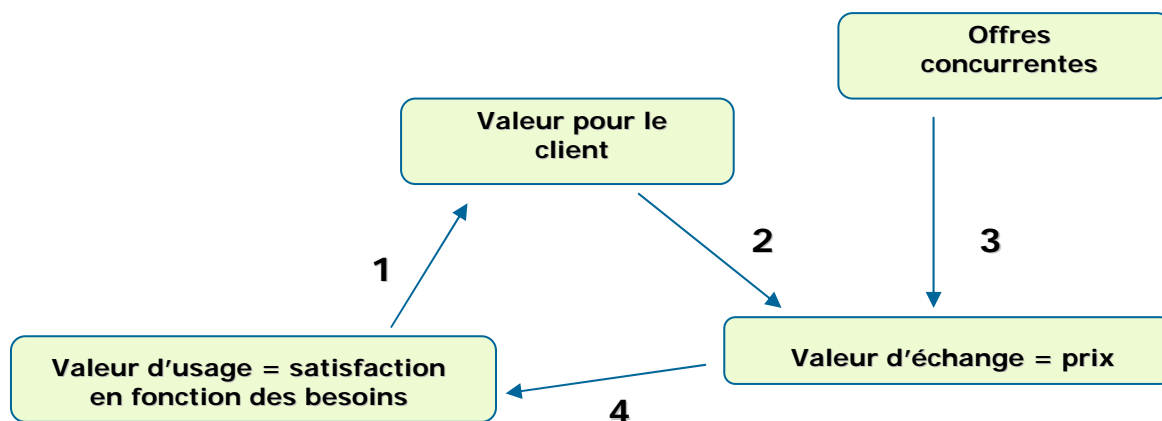 Offres
concurrentes
Valeur pour le
client
1
2
3
Valeur d'usage = satisfaction
en fonction des besoins
Valeur d'échange = prix
4